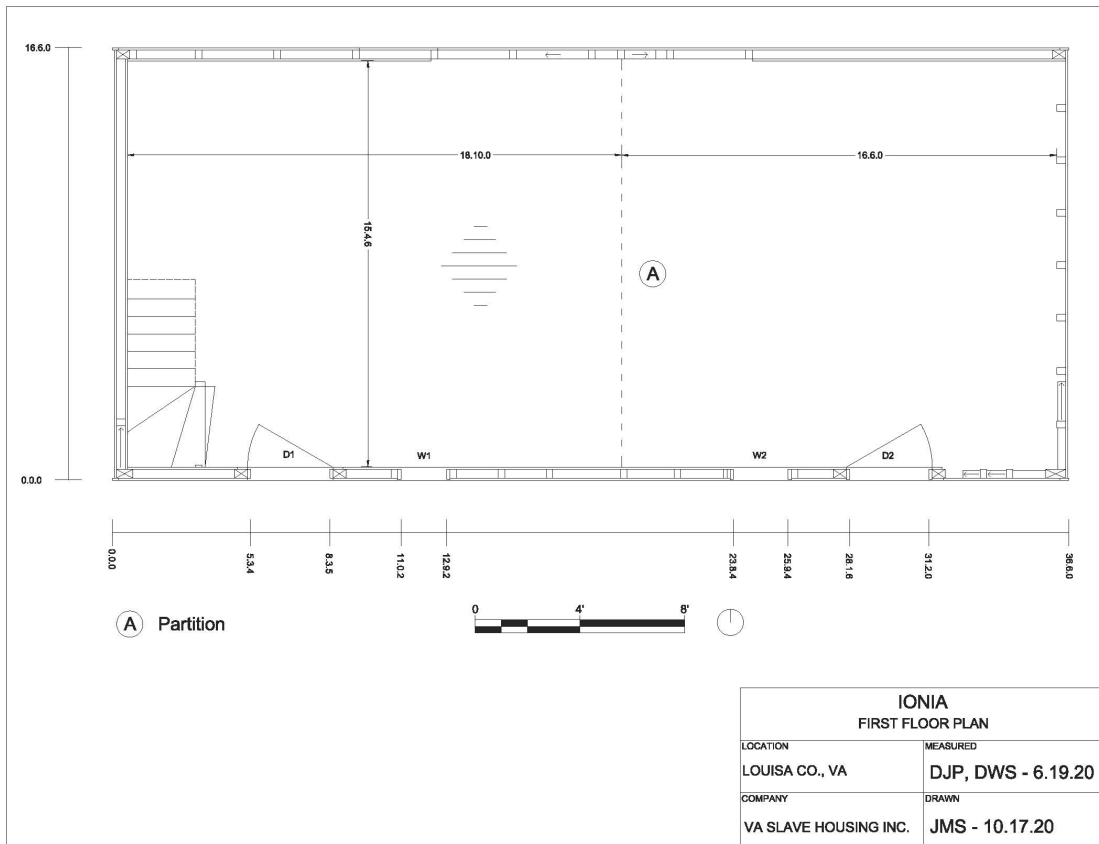 16.6.0
18.10.0
16.6.0
15.4.6
A
D1
W1
W2
D2
0.0.0
0.0.0
5.3.4
8.3.5
11.0.2
12.9.2
23.8.4
25.9.4
28.1.6
31.2.0
36.6.0
A Partition
0 4' 8'
IONIA
FIRST FLOOR PLAN
LOCATION
LOUISA CO., VA
MEASURED
DJP, DWS - 6.19.20
COMPANY
VA SLAVE HOUSING INC.
DRAWN
JMS - 10.17.20